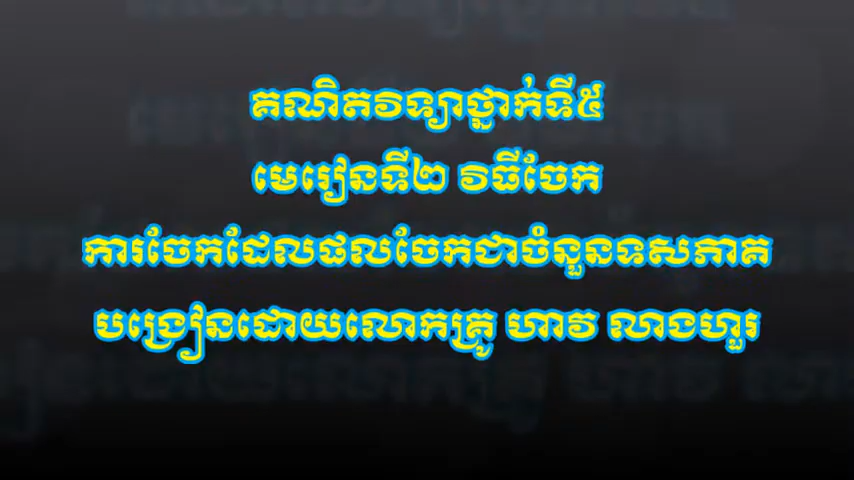 គណិតវិទ្យាថ្នាក់ទី៥
មេរៀនទី២ វិធីចែក
ការចែកដែលផលចែកជាចំនួនទសភាគ
បង្រៀនដោយលោកគ្រូ ហាវ លាងហួរ